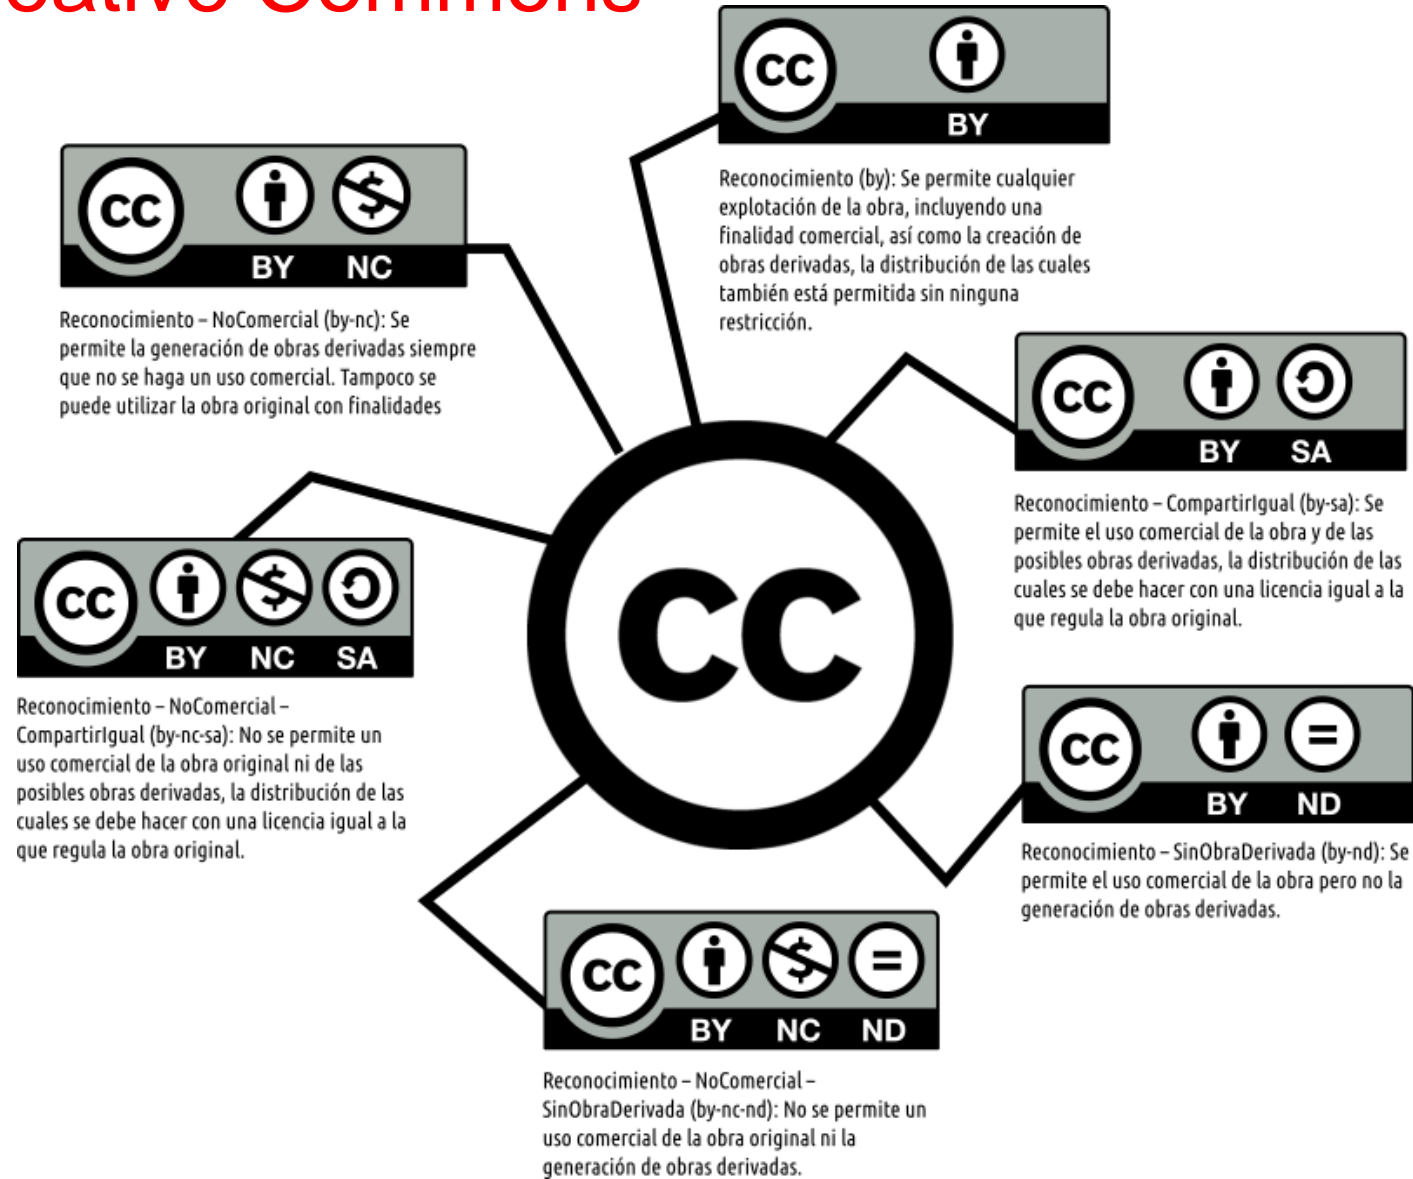 eative Commons
cc
BY
Reconocimiento (by): Se permite cualquier
explotación de la obra, incluyendo una
finalidad comercial, así como la creación de
obras derivadas, la distribución de las cuales
también está permitida sin ninguna
restricción.
cc
BY NC
Reconocimiento – NoComercial (by-nc): Se
permite la generación de obras derivadas siempre
que no se haga un uso comercial. Tampoco se
puede utilizar la obra original con finalidades
cc
BY SA
Reconocimiento – CompartirIgual (by-sa): Se
permite el uso comercial de la obra y de las
posibles obras derivadas, la distribución de las
cuales se debe hacer con una licencia igual a la
que regula la obra original.
cc
BY NC SA
Reconocimiento – NoComercial –
CompartirIgual (by-nc-sa): No se permite un
uso comercial de la obra original ni de las
posibles obras derivadas, la distribución de las
cuales se debe hacer con una licencia igual a la
que regula la obra original.
cc
cc
BY ND
Reconocimiento – SinObraDerivada (by-nd): Se
permite el uso comercial de la obra pero no la
generación de obras derivadas.
cc
BY NC ND
Reconocimiento – NoComercial –
SinObraDerivada (by-nc-nd): No se permite un
uso comercial de la obra original ni la
generación de obras derivadas.